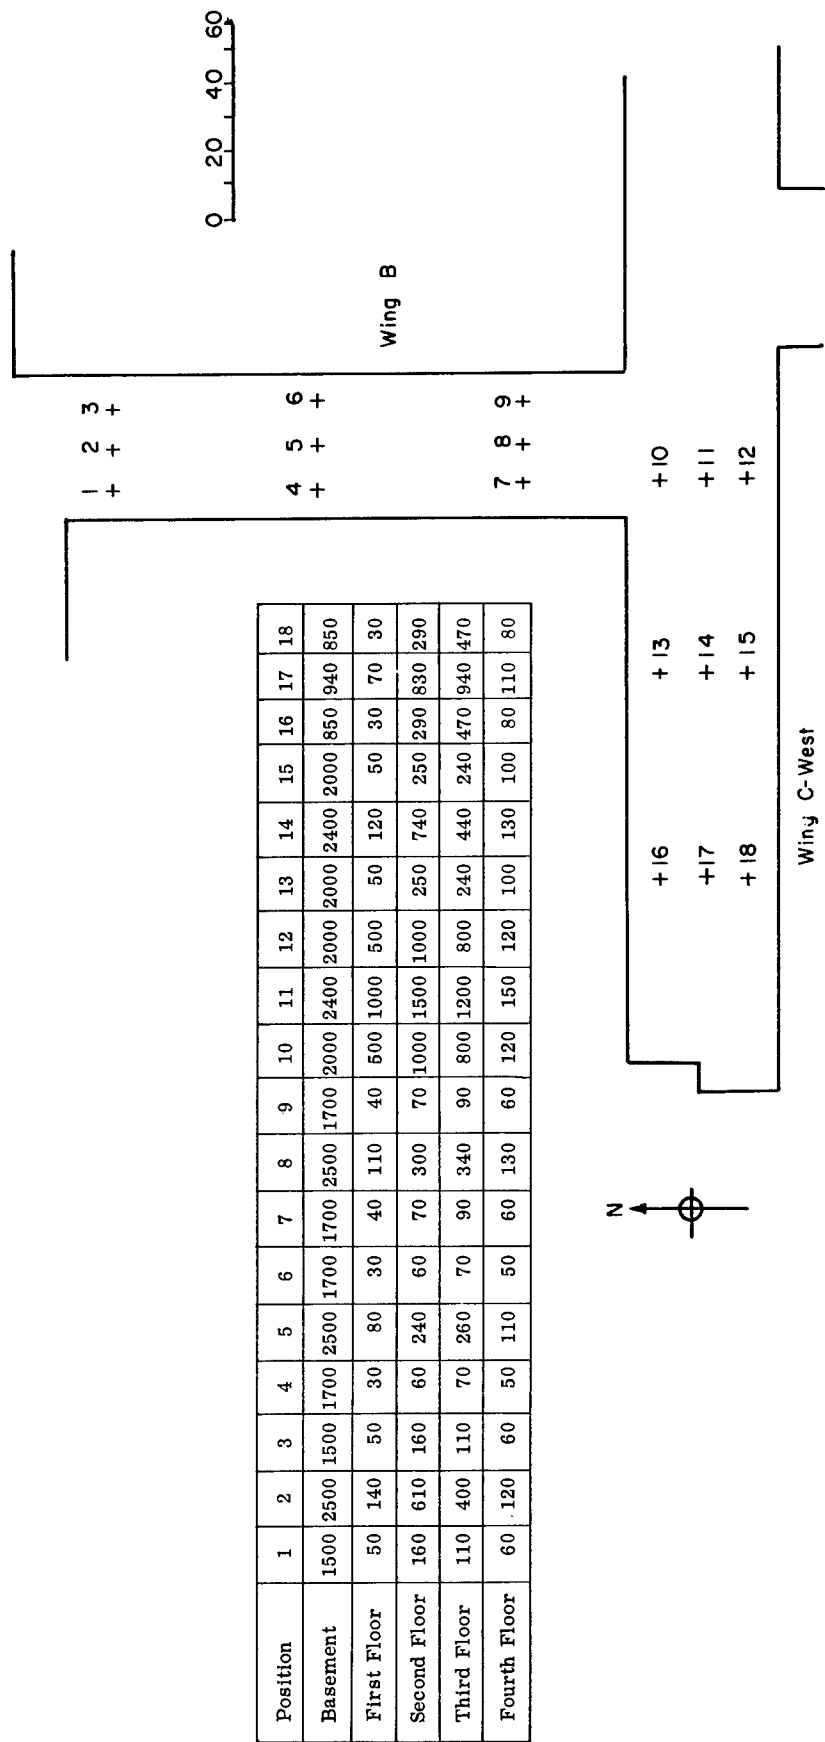 0 20 40 60
Wing B
1 2 3
4 5 6
7 8 9
10
11
12
13
14
15
16
17
18
Wing C-West
N
Position 1 2 3 4 5 6 7 8 9 10 11 12 13 14 15 16 17 18
Basement 1500 2500 1500 1700 2500 1700 1700 2500 1700 2000 2400 2000 2000 2400 2000 850 940 850
First Floor 50 140 50 30 80 30 40 110 40 500 1000 500 50 120 50 30 70 30
Second Floor 160 610 160 60 240 60 70 300 70 1000 1500 1000 250 740 250 290 830 290
Third Floor 110 400 110 70 260 70 90 340 90 800 1200 800 240 440 240 470 940 470
Fourth Floor 60 120 60 50 110 50 60 130 60 120 150 120 100 130 100 80 110 80